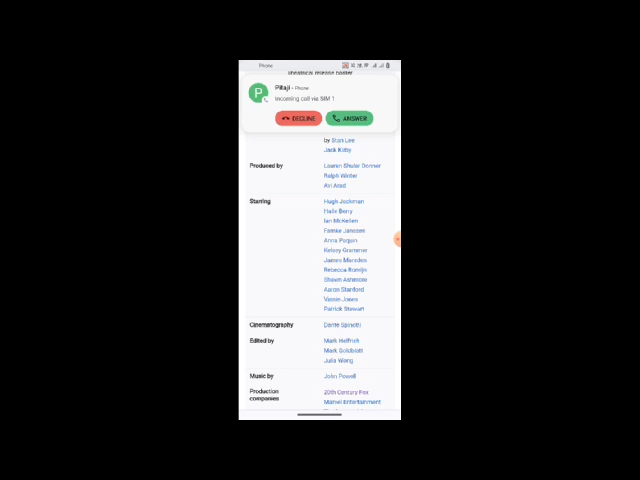 Phone
theatrical release poster
Pitaji • Phone
Incoming call via SIM 1
DECLINE
ANSWER
by Stan Lee
Jack Kirby
Produced by
Lauren Shuler Donner
Ralph Winter
Avi Arad
Starring
Hugh Jackman
Halle Berry
Ian McKellen
Famke Janssen
Anna Paquin
Kelsey Grammer
James Marsden
Rebecca Romijn
Shawn Ashmore
Aaron Stanford
Vinnie Jones
Patrick Stewart
Cinematography
Dante Spinotti
Edited by
Mark Helfrich
Mark Goldblatt
Julia Wong
Music by
John Powell
Production
companies
20th Century Fox
Marvel Entertainment